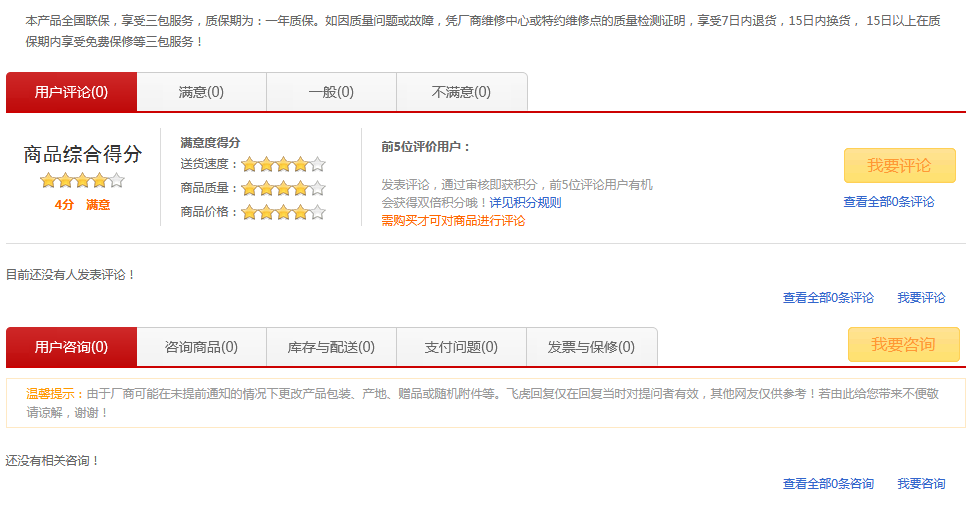 本产品全国联保，享受三包服务，质保期为：一年质保。如因质量问题或故障，凭厂商维修中心或特约维修点的质量检测证明，享受7日内退货，15日内换货， 15日以上在质
保期内享受免费保修等三包服务！
用户评论(0) 满意(0) 一般(0) 不满意(0)
商品综合得分
4分 满意
满意度得分
送货速度：
商品质量：
商品价格：
前5位评价用户：
发表评论，通过审核即获积分，前5位评论用户有机
会获得双倍积分哦！详见积分规则
需购买才可对商品进行评论
我要评论
查看全部0条评论
目前还没有人发表评论！
查看全部0条评论 我要评论
用户咨询(0) 咨询商品(0) 库存与配送(0) 支付问题(0) 发票与保修(0) 我要咨询
温馨提示：由于厂商可能在未提前通知的情况下更改产品包装、产地、赠品或随机附件等。飞虎回复仅在回复当时对提问者有效，其他网友仅供参考！若由此给您带来不便敬
请谅解，谢谢！
还没有相关咨询！
查看全部0条咨询 我要咨询